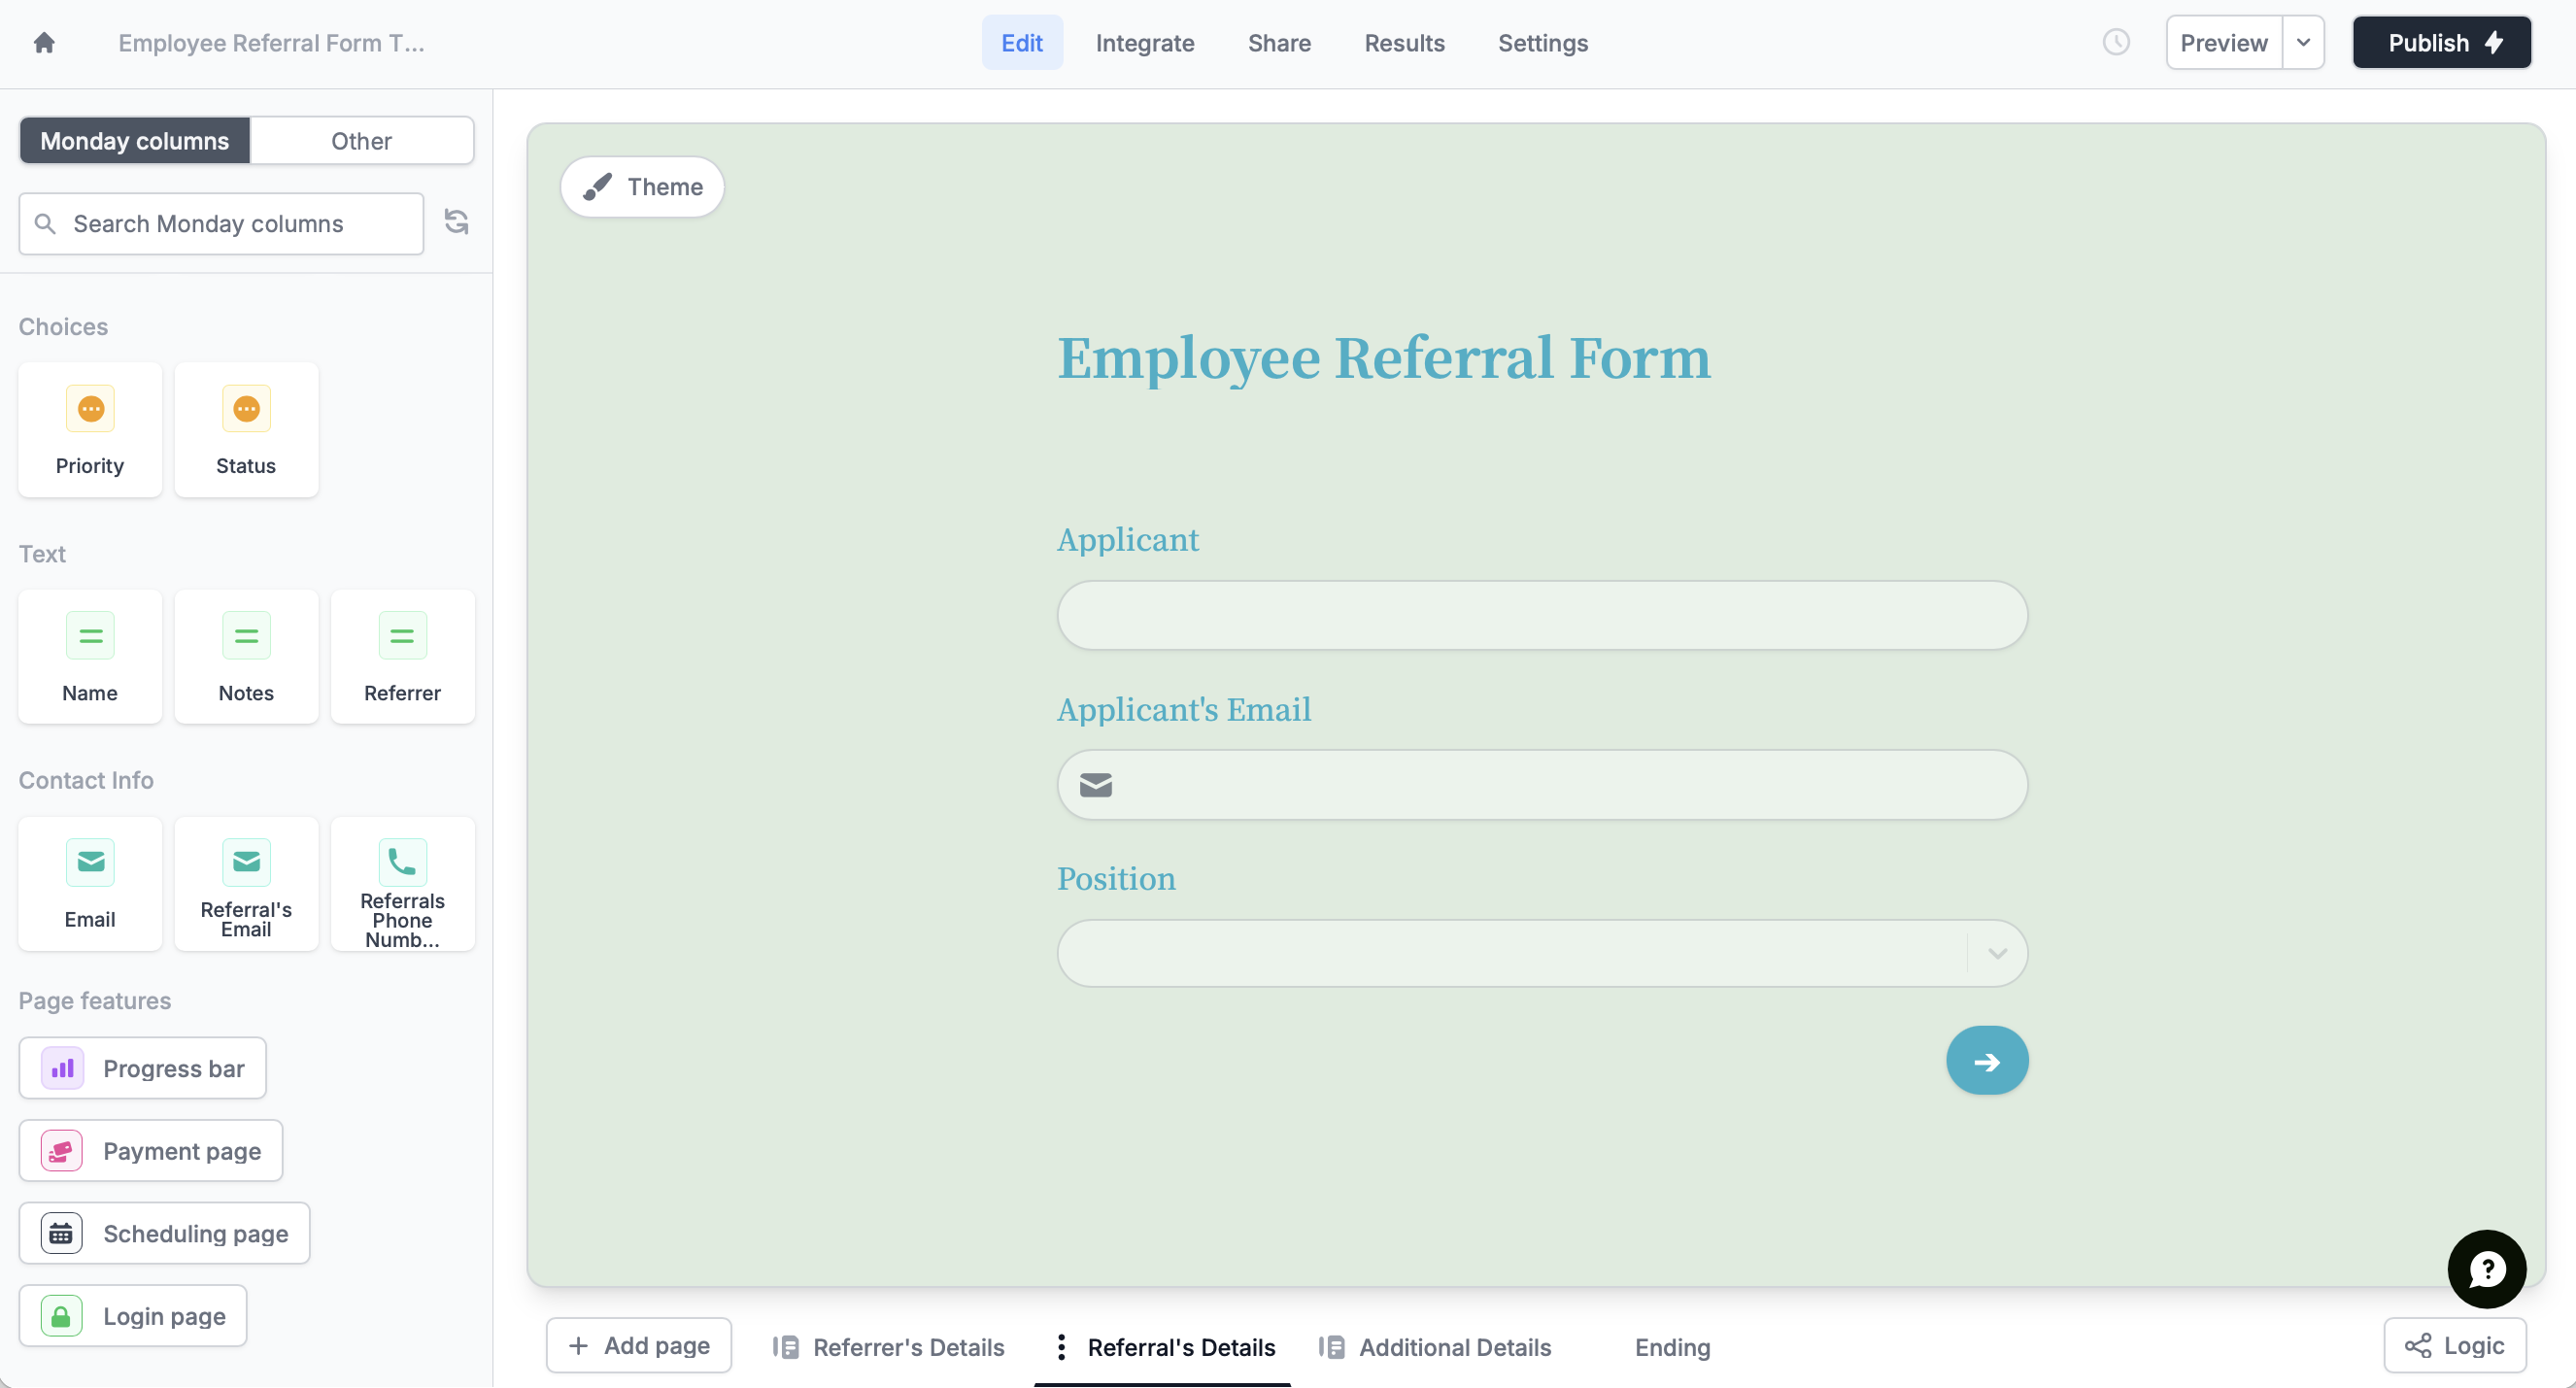 Employee Referral Form T...
Edit
Integrate
Share
Results
Settings
Preview
Publish
Monday columns
Other
Search Monday columns
Choices
Priority
Status
Text
Name
Notes
Referrer
Contact Info
Email
Referral's
Email
Referrals
Phone
Numb...
Page features
Progress bar
Payment page
Scheduling page
Login page
Theme
Employee Referral Form
Applicant
Applicant's Email
Position
Add page
Referrer's Details
Referral's Details
Additional Details
Ending
Logic